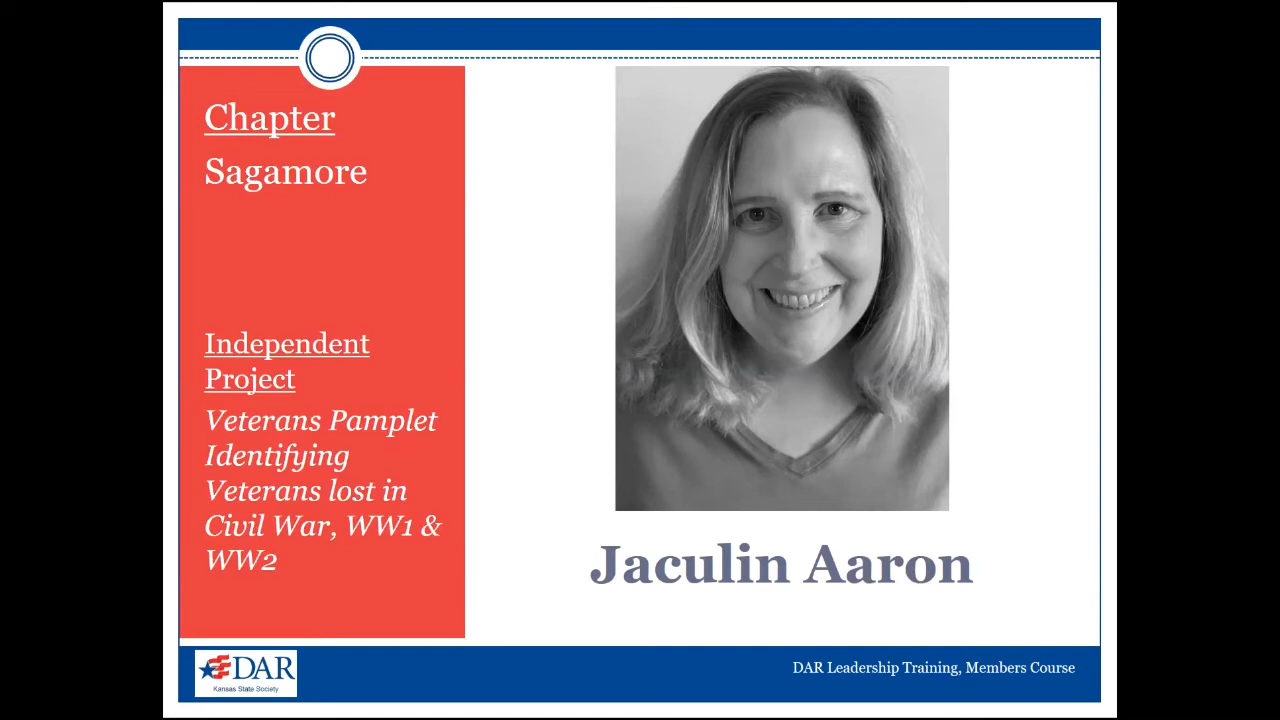 Chapter
Sagamore
Independent
Project
Veterans Pamplet
Identifying
Veterans lost in
Civil War, WW1 &
WW2
Jaculin Aaron
DAR
Kansas State Society
DAR Leadership Training, Members Course